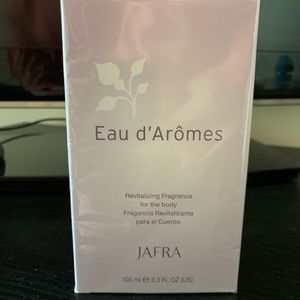 Eau d'Arômes
Revitalizing Fragrance
for the body
Fragancia Revitalizante
para el Cuerpo
JAFRA
100 ml ℮ 3.3 FL OZ (US)